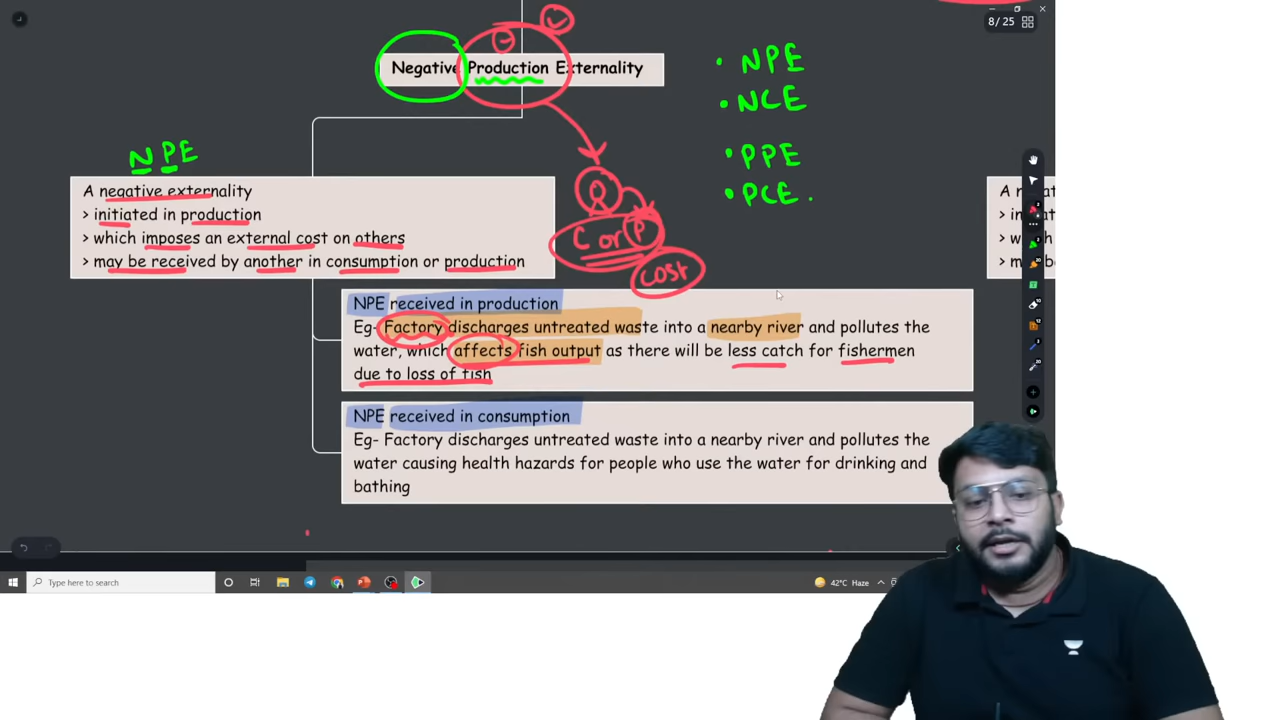 8/25
Negative Production Externality
• NPE
• NCE
• PPE
• PCE.
NPE
A negative externality
> initiated in production
> which imposes an external cost on others
> may be received by another in consumption or production
R
C or P
cost
NPE received in production
Eg- Factory discharges untreated waste into a nearby river and pollutes the
water, which affects fish output as there will be less catch for fishermen
due to loss of fish
NPE received in consumption
Eg- Factory discharges untreated waste into a nearby river and pollutes the
water causing health hazards for people who use the water for drinking and
bathing
Type here to search
42°C Haze